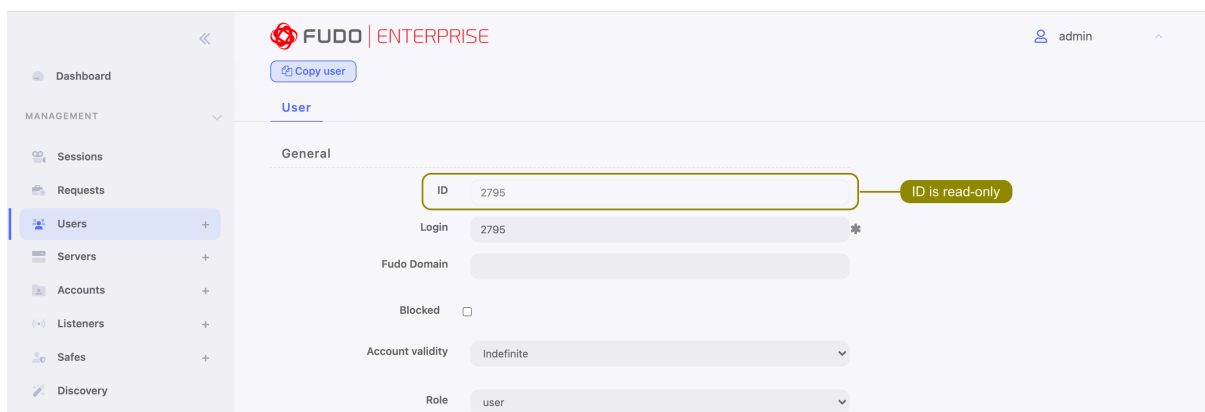 FUDO ENTERPRISE
admin
Dashboard
Copy user
MANAGEMENT
User
Sessions
General
Requests
ID 2795
ID is read-only
Users +
Login 2795 ✱
Servers +
Fudo Domain
Accounts +
Blocked
Listeners +
Account validity Indefinite
Safes +
Discovery
Role user